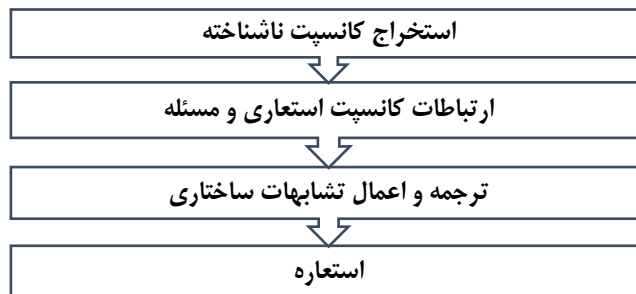 استخراج کانسپت ناشناخته
ارتباطات کانسپت استعاری و مسئله
ترجمه و اعمال تشابهات ساختاری
استعاره